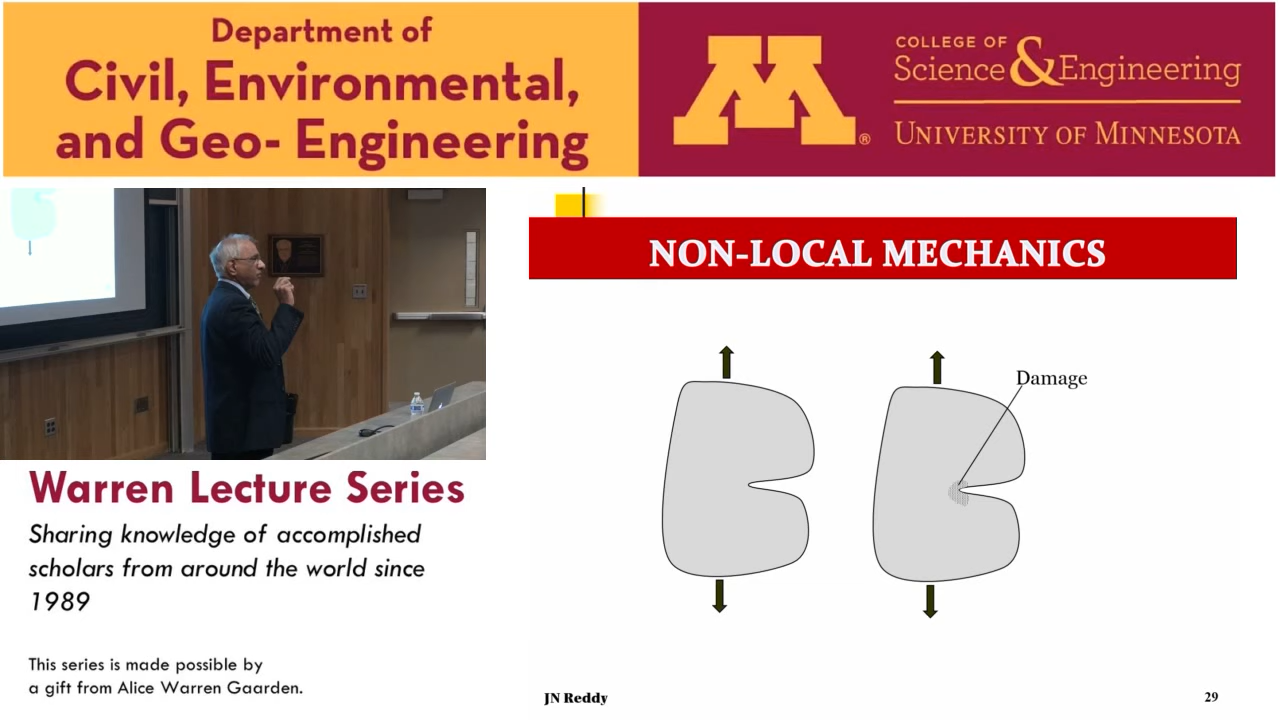 Department of
Civil, Environmental,
and Geo- Engineering
M®
COLLEGE OF
Science & Engineering
UNIVERSITY OF MINNESOTA
Warren Lecture Series
Sharing knowledge of accomplished
scholars from around the world since
1989
This series is made possible by
a gift from Alice Warren Gaarden.
NON-LOCAL MECHANICS
Damage
JN Reddy
29